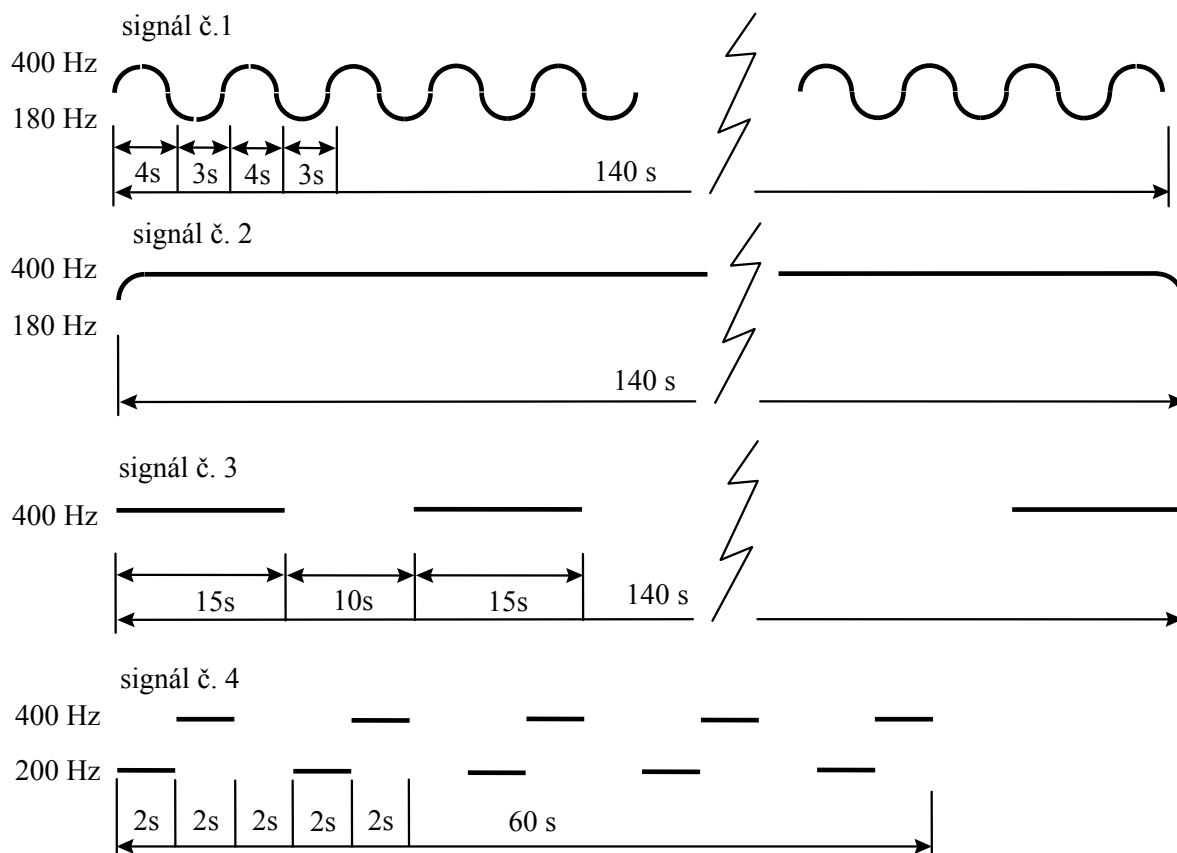 signál č.1
400 Hz
180 Hz
4s 3s 4s 3s 140 s
signál č. 2
400 Hz
180 Hz
140 s
signál č. 3
400 Hz
15s 10s 15s 140 s
signál č. 4
400 Hz
200 Hz
2s 2s 2s 2s 2s 60 s